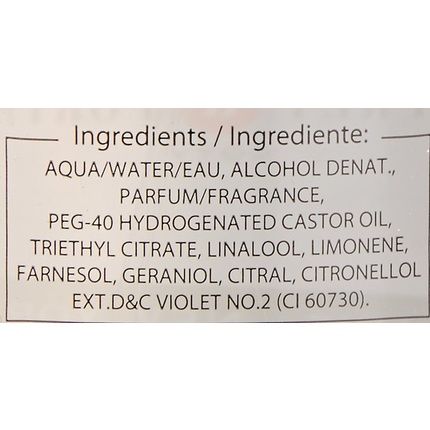 Ingredients / Ingrediente:
AQUA/WATER/EAU, ALCOHOL DENAT.,
PARFUM/FRAGRANCE,
PEG-40 HYDROGENATED CASTOR OIL,
TRIETHYL CITRATE, LINALOOL, LIMONENE,
FARNESOL, GERANIOL, CITRAL, CITRONELLOL
EXT.D&C VIOLET NO.2 (CI 60730).